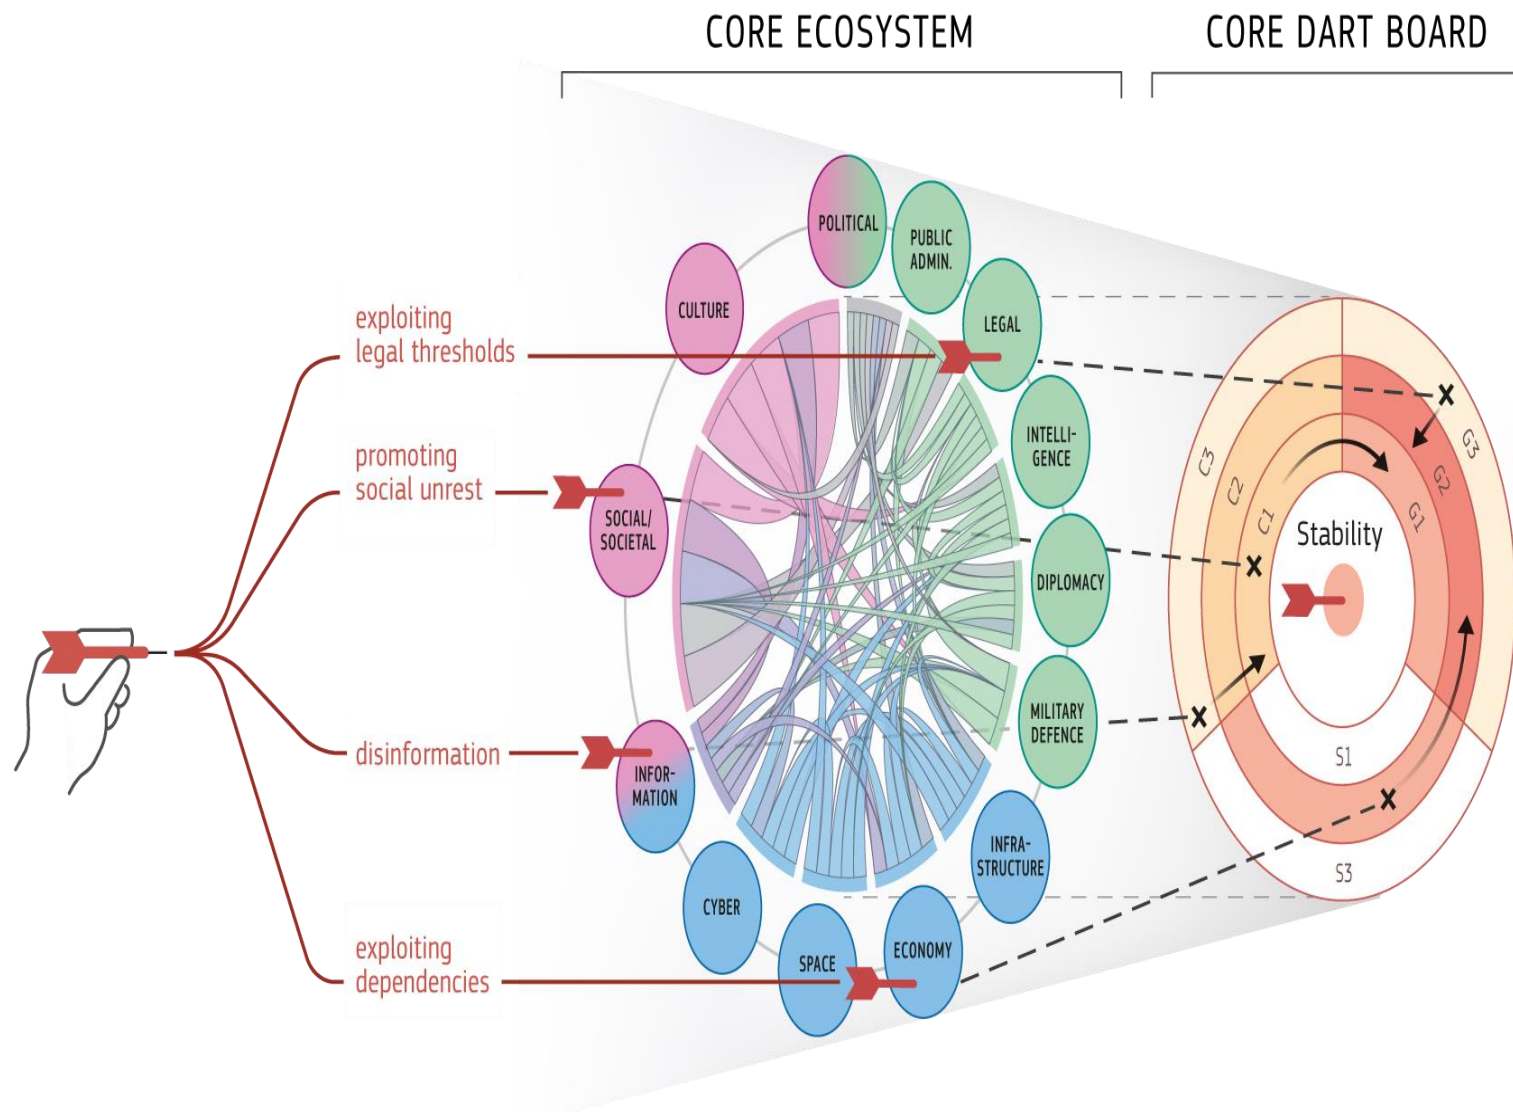 CORE ECOSYSTEM
CORE DART BOARD
POLITICAL
PUBLIC
ADMIN.
CULTURE
LEGAL
exploiting
legal thresholds
INTELLI-
GENCE
promoting
social unrest
SOCIAL/
SOCIETAL
DIPLOMACY
MILITARY
DEFENCE
disinformation
INFOR-
MATION
INFRA-
STRUCTURE
CYBER
SPACE
ECONOMY
exploiting
dependencies
C3
C2
C1
G3
G2
G1
Stability
S1
S3